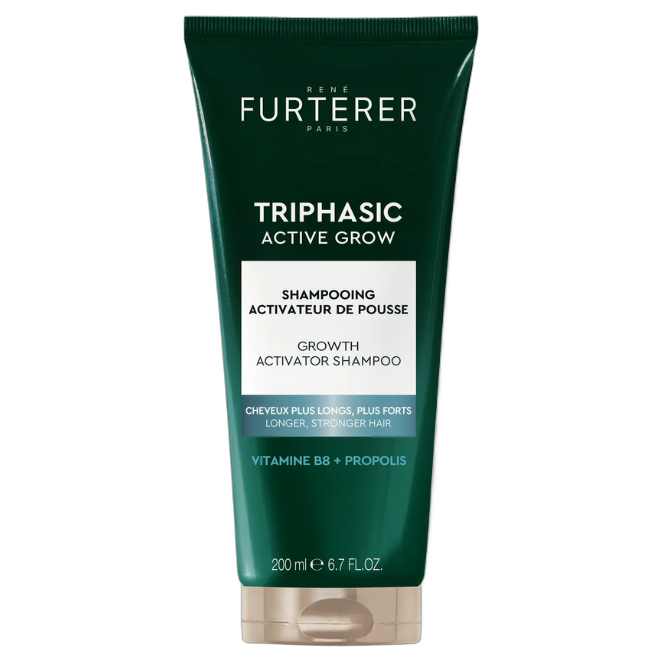 RENÉ
FURTERER
PARIS
TRIPHASIC
ACTIVE GROW
SHAMPOOING
ACTIVATEUR DE POUSSE
GROWTH
ACTIVATOR SHAMPOO
CHEVEUX PLUS LONGS, PLUS FORTS
LONGER, STRONGER HAIR
VITAMINE B8 + PROPOLIS
200 ml ℮ 6.7 FL.OZ.